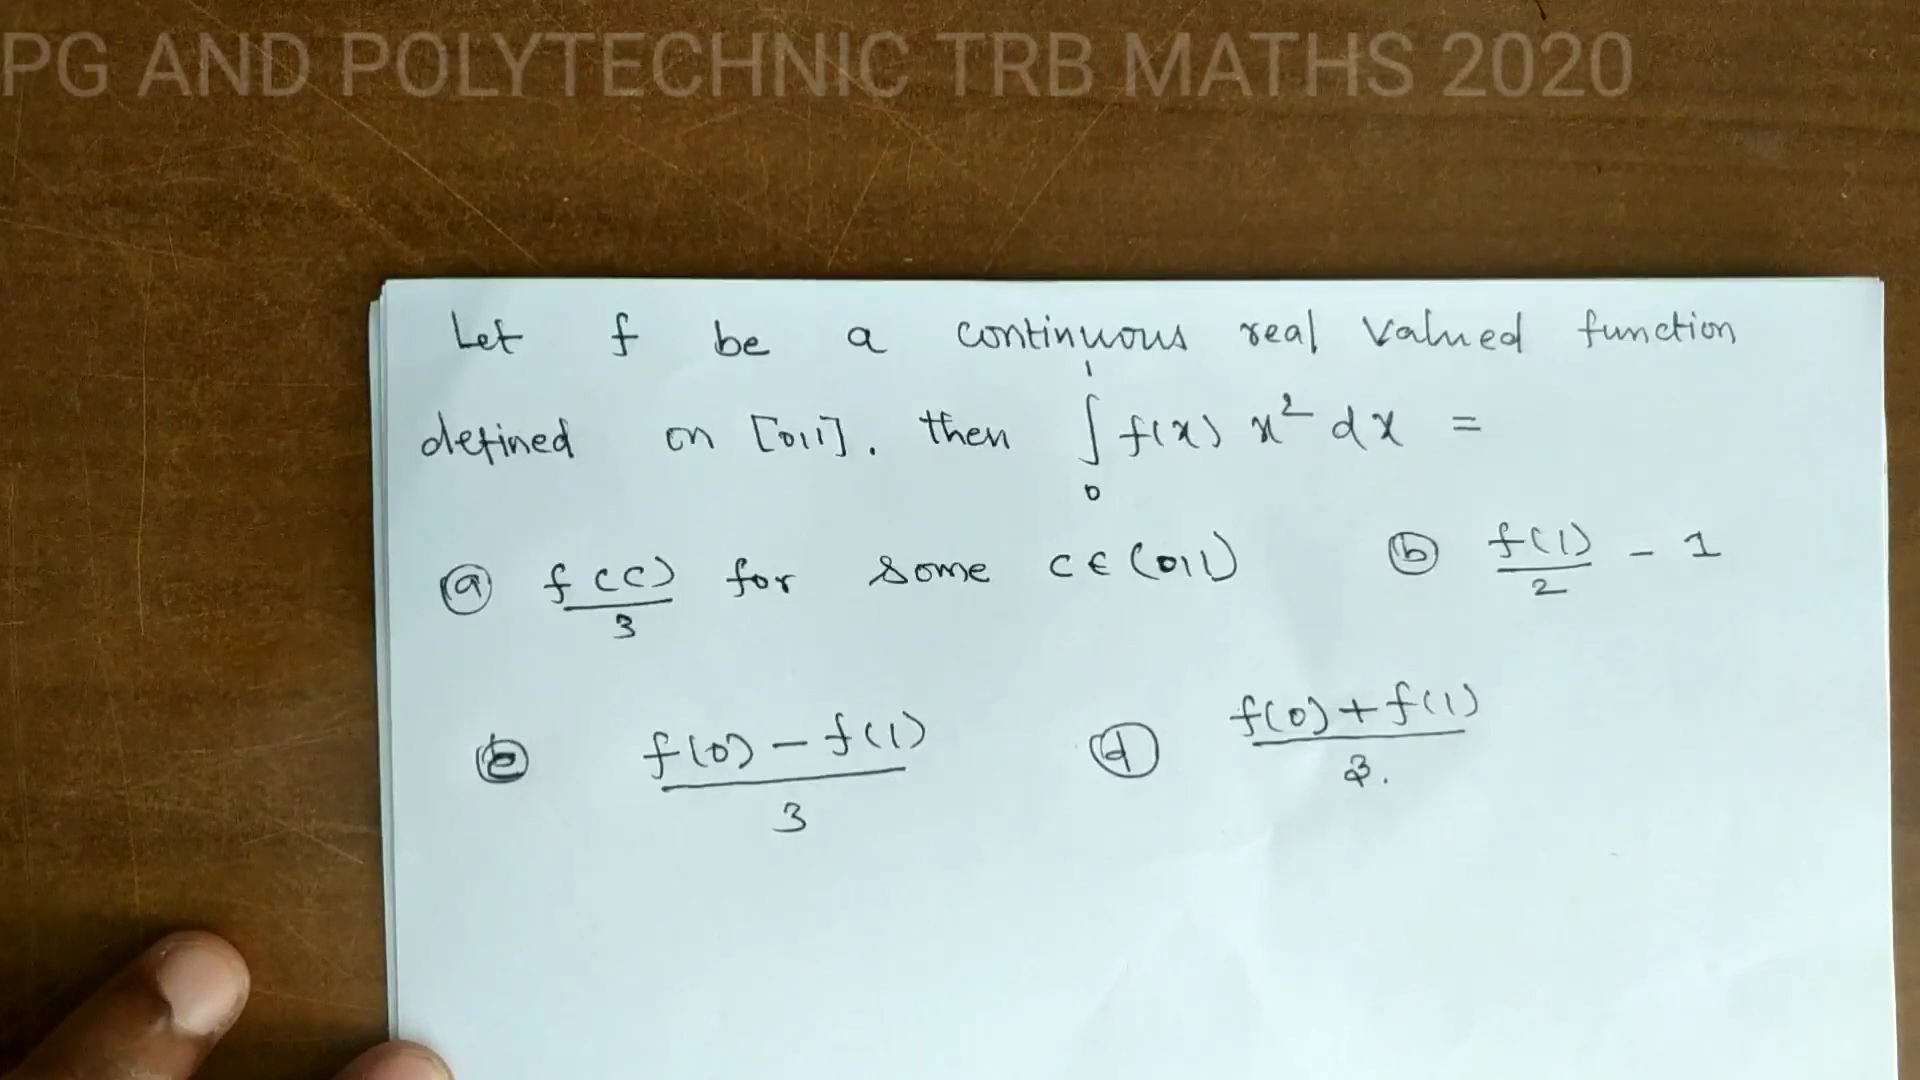 PG AND POLYTECHNIC TRB MATHS 2020
Let f be a continuous real valued function
defined on [0,1]. then ∫₀¹ f(x) x² dx =
(a) f(c)/3 for some c ∈ (0,1) (b) f(1)/2 - 1
(c) f(0) - f(1)/3 (d) f(0) + f(1)/3.